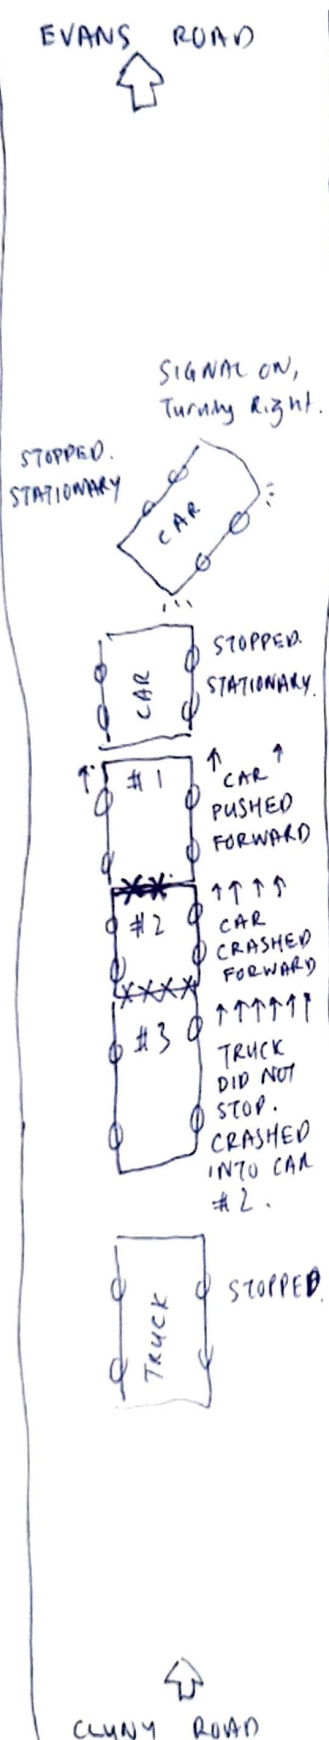 EVANS ROAD
SIGNAL ON,
Turning Right.
STOPPED.
STATIONARY
CAR
STOPPED.
STATIONARY.
CAR
#1
CAR
PUSHED
FORWARD
#2
CAR
CRASHED
FORWARD
#3
TRUCK
DID NOT
STOP.
CRASHED
INTO CAR
#2.
STOPPED.
TRUCK
CLUNY ROAD